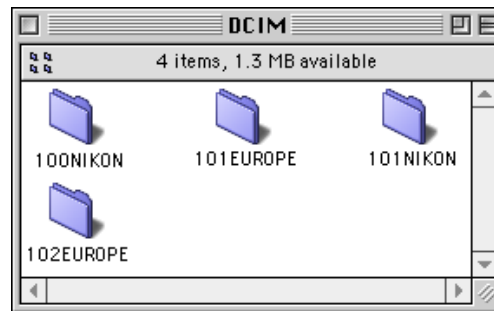 DCIM
4 items, 1.3 MB available
100NIKON 101EUROPE 101NIKON
102EUROPE